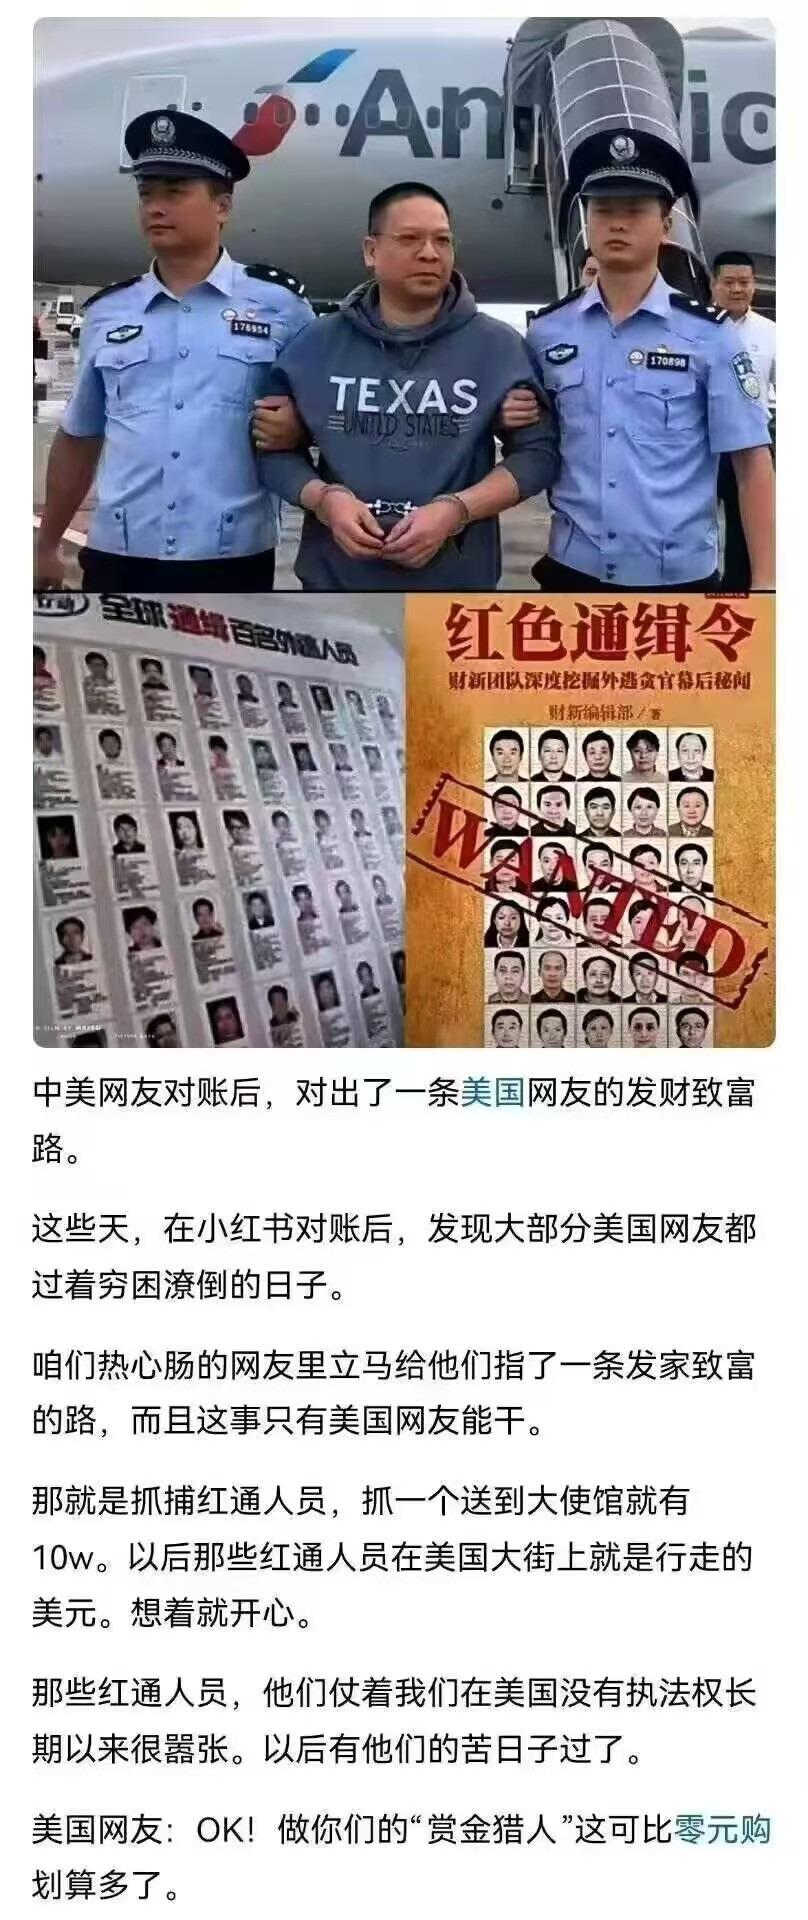 Am
ic
176954
170898
TEXAS
UNITED STATES
行动
全球通缉百名外逃人员
红色通缉令
财新团队深度挖掘外逃贪官幕后秘闻
财新编辑部/著
WANTED
中美网友对账后，对出了一条美国网友的发财致富
路。
这些天，在小红书对账后，发现大部分美国网友都
过着穷困潦倒的日子。
咱们热心肠的网友里立马给他们指了一条发家致富
的路，而且这事只有美国网友能干。
那就是抓捕红通人员，抓一个送到大使馆就有
10w。以后那些红通人员在美国大街上就是行走的
美元。想着就开心。
那些红通人员，他们仗着我们在美国没有执法权长
期以来很嚣张。以后有他们的苦日子过了。
美国网友：OK！做你们的“赏金猎人”这可比零元购
划算多了。